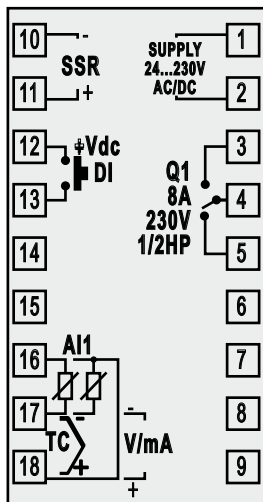 10 - 1
SSR SUPPLY
24...230V
11 + AC/DC 2
12 +Vdc 3
DI Q1
13 8A 4
230V
14 1/2HP 5
15 6
16 AI1 7
17 - - 8
TC V/mA
18 + 9
+